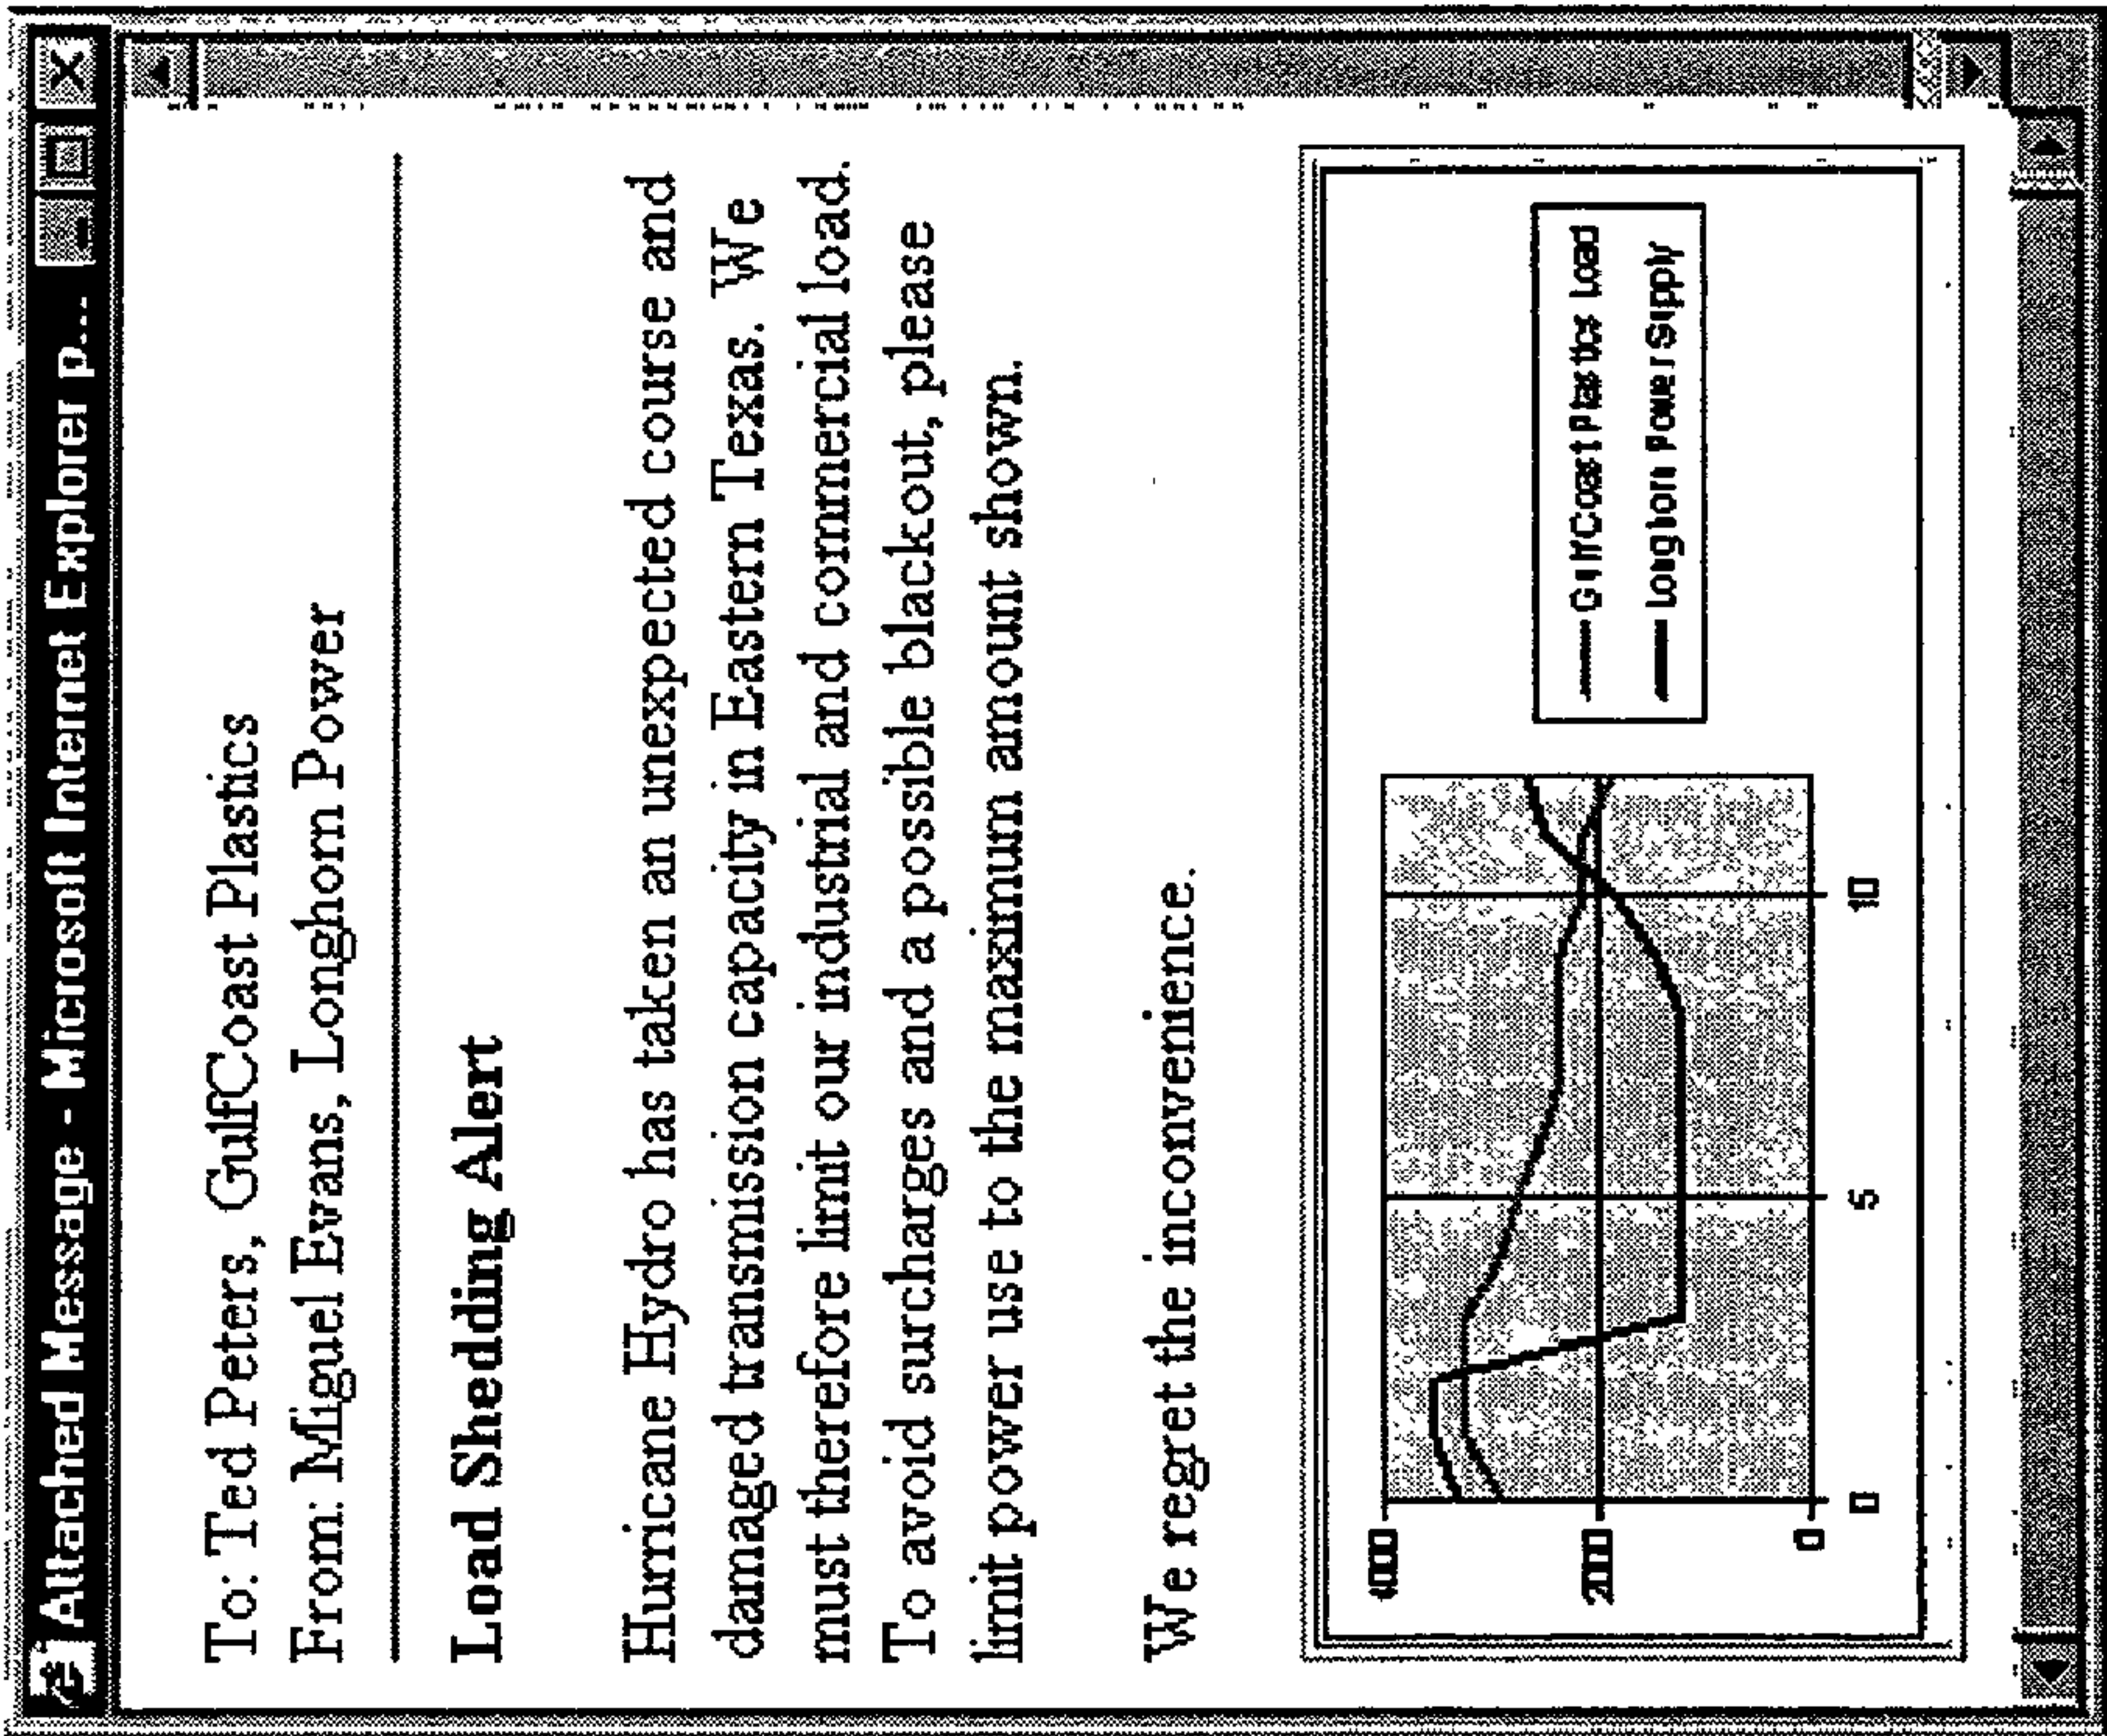 Attached Message - Microsoft Internet Explorer p...
To: Ted Peters, GulfCoast Plastics
From: Miguel Evans, Longhorn Power
Load Shedding Alert
Hurricane Hydro has taken an unexpected course and
damaged transmission capacity in Eastern Texas. We
must therefore limit our industrial and commercial load.
To avoid surcharges and a possible blackout, please
limit power use to the maximum amount shown.
We regret the inconvenience.
4000
2000
0
0 5 10
GulfCoast Plastics Load
Longhorn Power Supply